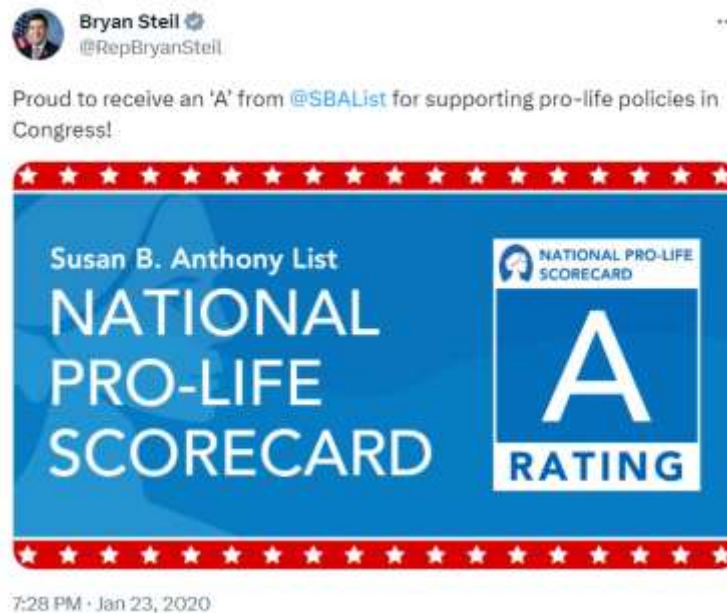 Bryan Steil
@RepBryanSteil
Proud to receive an 'A' from @SBAList for supporting pro-life policies in
Congress!
Susan B. Anthony List
NATIONAL
PRO-LIFE
SCORECARD
NATIONAL PRO-LIFE
SCORECARD
A
RATING
7:28 PM · Jan 23, 2020